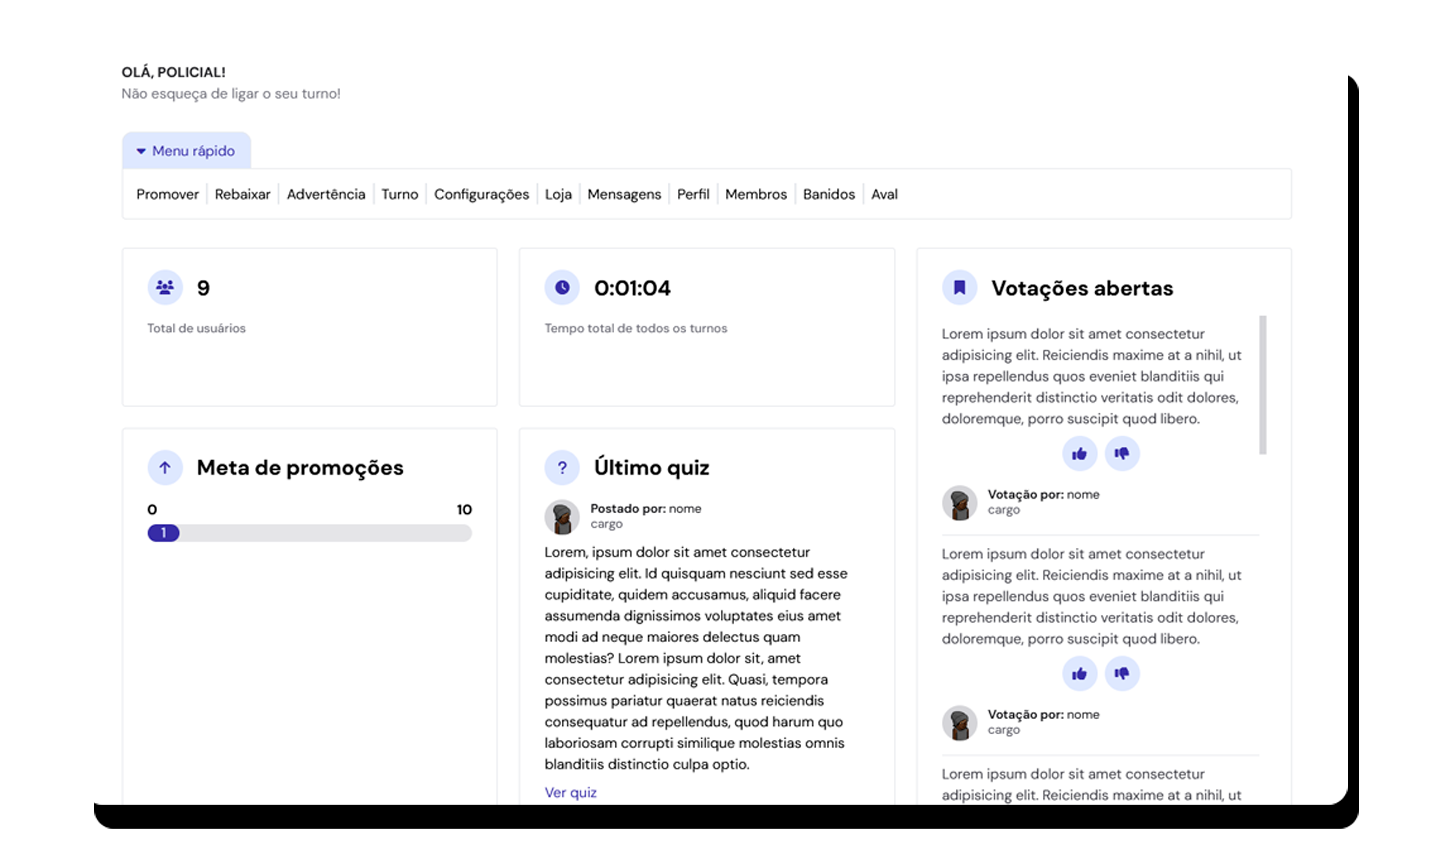 OLÁ, POLICIAL!
Não esqueça de ligar o seu turno!
Menu rápido
Promover Rebaixar Advertência Turno Configurações Loja Mensagens Perfil Membros Banidos Aval
9
Total de usuários
0:01:04
Tempo total de todos os turnos
Meta de promoções
0 10
1
? Último quiz
Postado por: nome
cargo
Lorem, ipsum dolor sit amet consectetur
adipisicing elit. Id quisquam nesciunt sed esse
cupiditate, quidem accusamus, aliquid facere
assumenda dignissimos voluptates eius amet
modi ad neque maiores delectus quam
molestias? Lorem ipsum dolor sit, amet
consectetur adipisicing elit. Quasi, tempora
possimus pariatur quaerat natus reiciendis
consequatur ad repellendus, quod harum quo
laboriosam corrupti similique molestias omnis
blanditiis distinctio culpa optio.
Ver quiz
Votações abertas
Lorem ipsum dolor sit amet consectetur
adipisicing elit. Reiciendis maxime at a nihil, ut
ipsa repellendus quos eveniet blanditiis qui
reprehenderit distinctio veritatis odit dolores,
doloremque, porro suscipit quod libero.
Votação por: nome
cargo
Lorem ipsum dolor sit amet consectetur
adipisicing elit. Reiciendis maxime at a nihil, ut
ipsa repellendus quos eveniet blanditiis qui
reprehenderit distinctio veritatis odit dolores,
doloremque, porro suscipit quod libero.
Votação por: nome
cargo
Lorem ipsum dolor sit amet consectetur
adipisicing elit. Reiciendis maxime at a nihil, ut